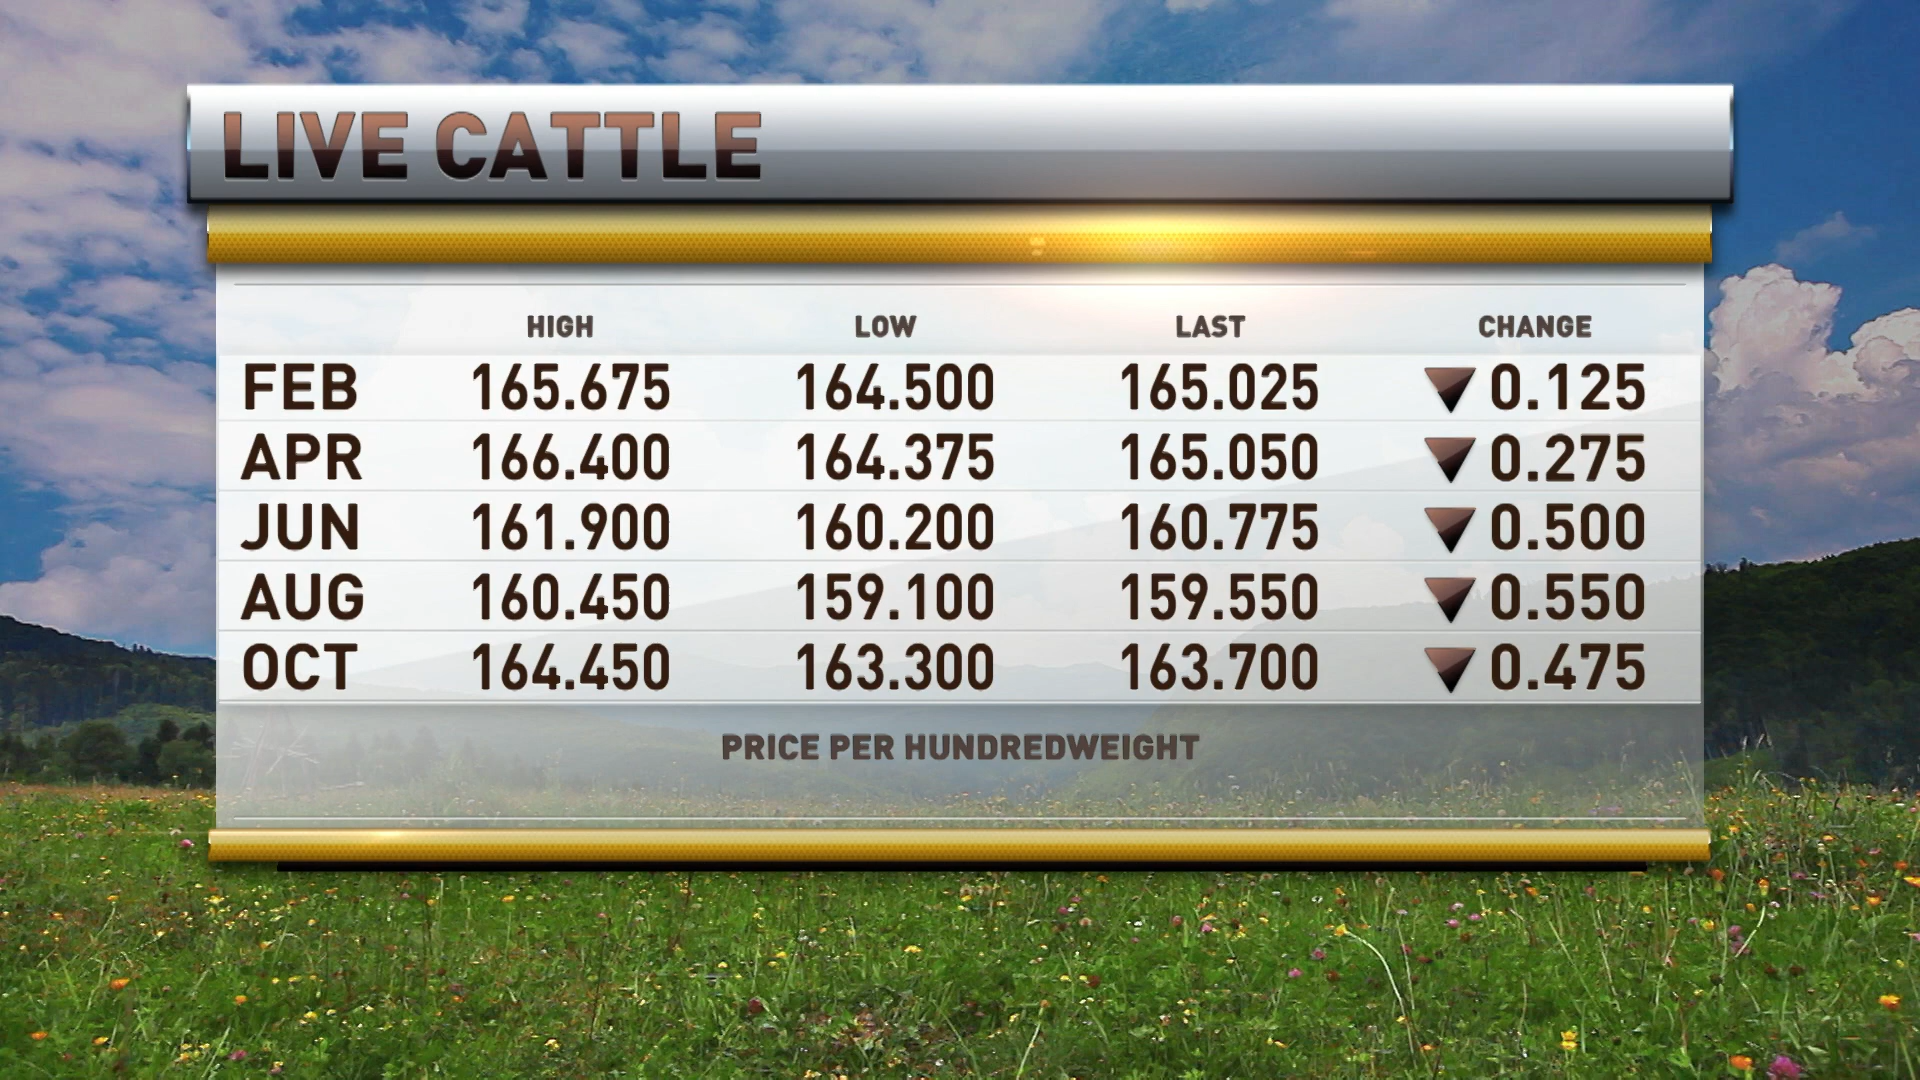 LIVE CATTLE
HIGH LOW LAST CHANGE
FEB 165.675 164.500 165.025 ▼ 0.125
APR 166.400 164.375 165.050 ▼ 0.275
JUN 161.900 160.200 160.775 ▼ 0.500
AUG 160.450 159.100 159.550 ▼ 0.550
OCT 164.450 163.300 163.700 ▼ 0.475
PRICE PER HUNDREDWEIGHT